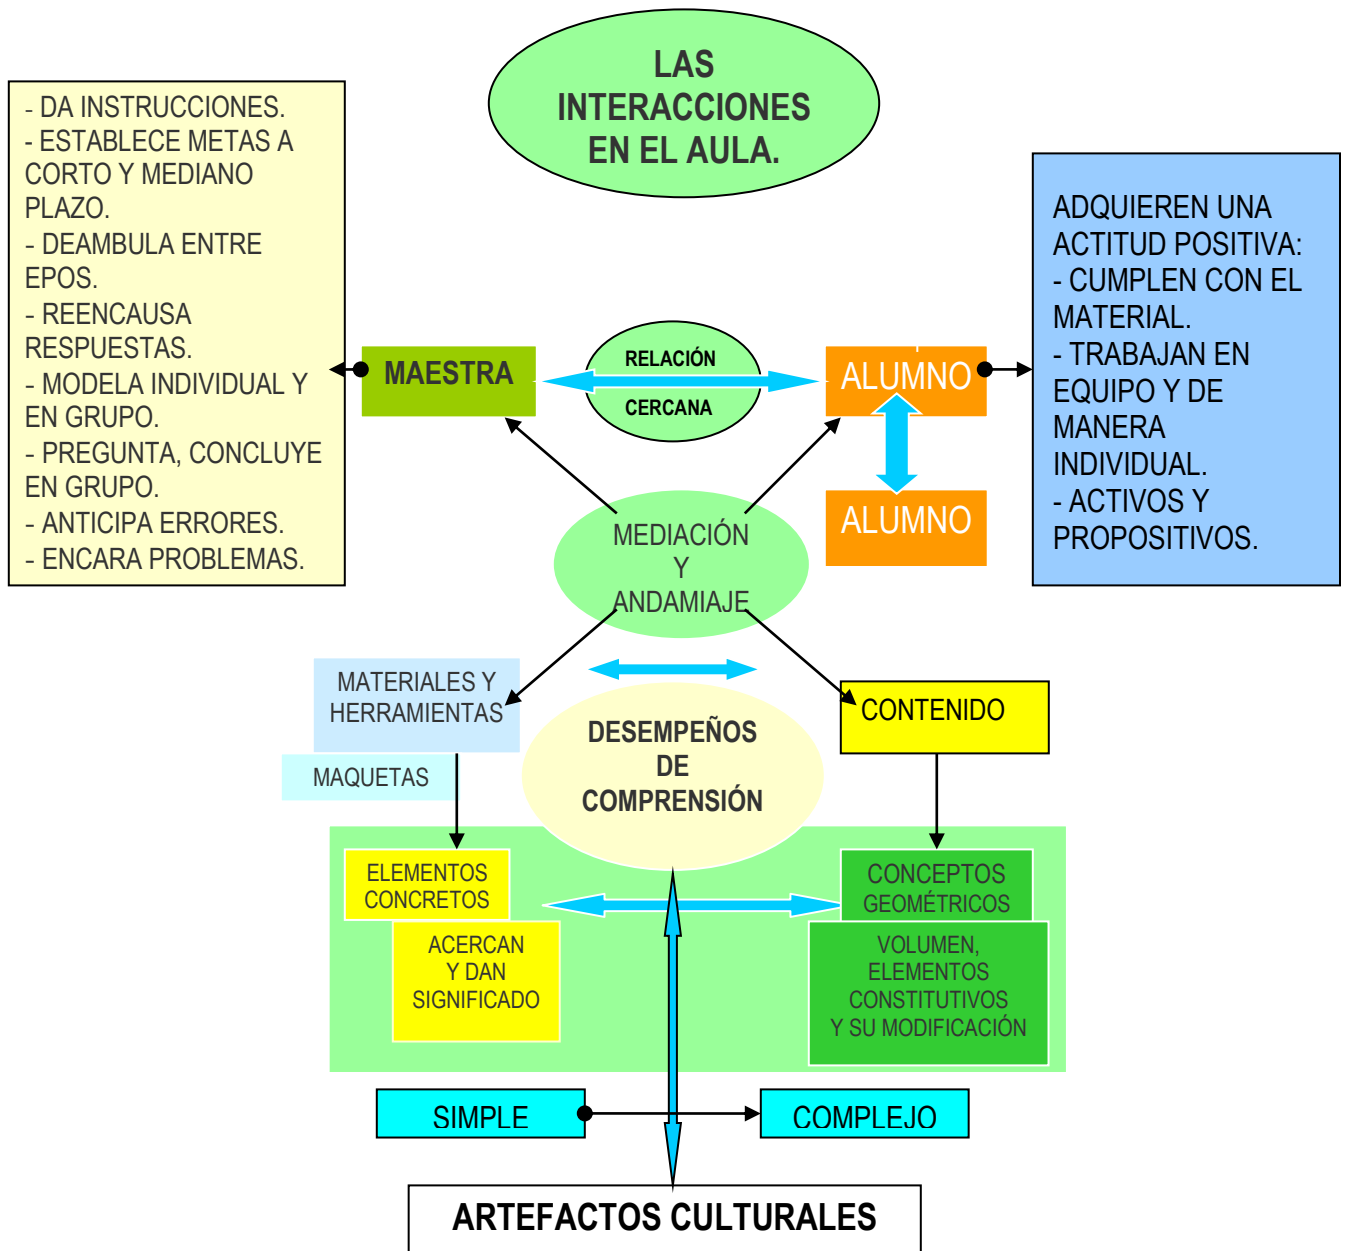 LAS
INTERACCIONES
EN EL AULA.
- DA INSTRUCCIONES.
- ESTABLECE METAS A
CORTO Y MEDIANO
PLAZO.
- DEAMBULA ENTRE
EPOS.
- REENCAUSA
RESPUESTAS.
- MODELA INDIVIDUAL Y
EN GRUPO.
- PREGUNTA, CONCLUYE
EN GRUPO.
- ANTICIPA ERRORES.
- ENCARA PROBLEMAS.
MAESTRA
RELACIÓN
CERCANA
ALUMNO
ALUMNO
ADQUIEREN UNA
ACTITUD POSITIVA:
- CUMPLEN CON EL
MATERIAL.
- TRABAJAN EN
EQUIPO Y DE
MANERA
INDIVIDUAL.
- ACTIVOS Y
PROPOSITIVOS.
MEDIACIÓN
Y
ANDAMIAJE
MATERIALES Y
HERRAMIENTAS
MAQUETAS
DESEMPEÑOS
DE
COMPRENSIÓN
CONTENIDO
ELEMENTOS
CONCRETOS
ACERCAN
Y DAN
SIGNIFICADO
CONCEPTOS
GEOMÉTRICOS
VOLUMEN,
ELEMENTOS
CONSTITUTIVOS
Y SU MODIFICACIÓN
SIMPLE
COMPLEJO
ARTEFACTOS CULTURALES